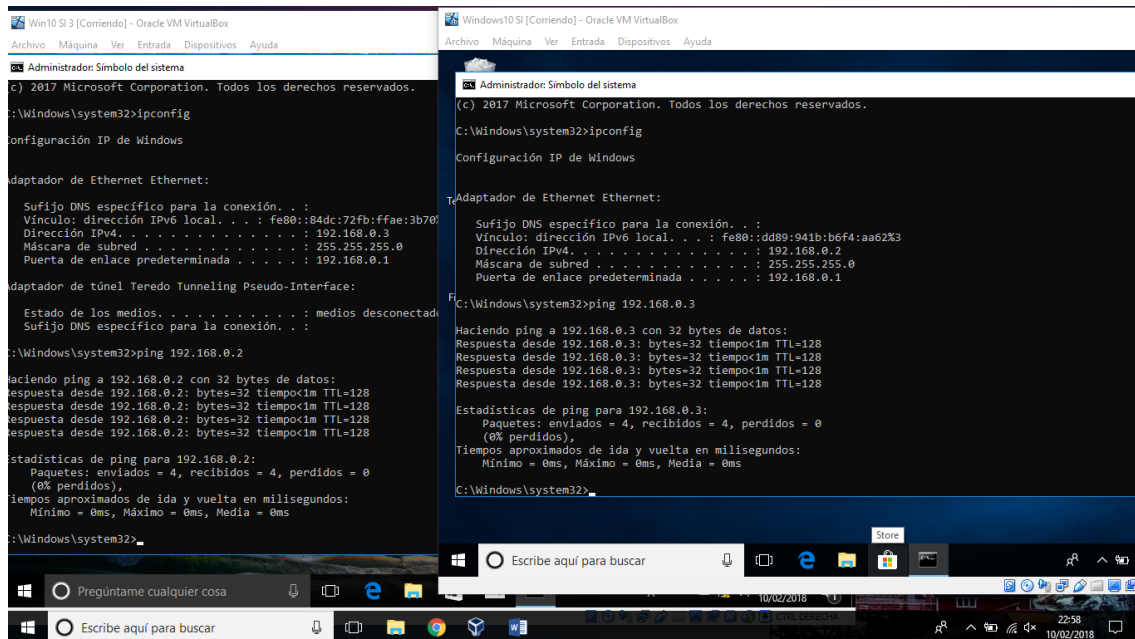 Win10 SI 3 [Corriendo] - Oracle VM VirtualBox
Archivo Máquina Ver Entrada Dispositivos Ayuda
Administrador: Símbolo del sistema
(c) 2017 Microsoft Corporation. Todos los derechos reservados.
:\Windows\system32>ipconfig
Configuración IP de Windows
Adaptador de Ethernet Ethernet:
Sufijo DNS específico para la conexión. . :
Vínculo: dirección IPv6 local. . . : fe80::84dc:72fb:ffae:3b70%
Dirección IPv4. . . . . . . . . . . . . . : 192.168.0.3
Máscara de subred . . . . . . . . . . . . : 255.255.255.0
Puerta de enlace predeterminada . . . . . : 192.168.0.1
Adaptador de túnel Teredo Tunneling Pseudo-Interface:
Estado de los medios. . . . . . . . . . . : medios desconectado
Sufijo DNS específico para la conexión. . :
:\Windows\system32>ping 192.168.0.2
Haciendo ping a 192.168.0.2 con 32 bytes de datos:
Respuesta desde 192.168.0.2: bytes=32 tiempo<1m TTL=128
Respuesta desde 192.168.0.2: bytes=32 tiempo<1m TTL=128
Respuesta desde 192.168.0.2: bytes=32 tiempo<1m TTL=128
Respuesta desde 192.168.0.2: bytes=32 tiempo<1m TTL=128
Estadísticas de ping para 192.168.0.2:
Paquetes: enviados = 4, recibidos = 4, perdidos = 0
(0% perdidos),
Tiempos aproximados de ida y vuelta en milisegundos:
Mínimo = 0ms, Máximo = 0ms, Media = 0ms
:\Windows\system32>
Pregúntame cualquier cosa
Windows10 SI [Corriendo] - Oracle VM VirtualBox
Archivo Máquina Ver Entrada Dispositivos Ayuda
Administrador: Símbolo del sistema
(c) 2017 Microsoft Corporation. Todos los derechos reservados.
C:\Windows\system32>ipconfig
Configuración IP de Windows
Te
Adaptador de Ethernet Ethernet:
Sufijo DNS específico para la conexión. . :
Vínculo: dirección IPv6 local. . . : fe80::dd89:941b:b6f4:aa62%3
Dirección IPv4. . . . . . . . . . . . . . : 192.168.0.2
Máscara de subred . . . . . . . . . . . . : 255.255.255.0
Puerta de enlace predeterminada . . . . . : 192.168.0.1
Fi
C:\Windows\system32>ping 192.168.0.3
Haciendo ping a 192.168.0.3 con 32 bytes de datos:
Respuesta desde 192.168.0.3: bytes=32 tiempo<1m TTL=128
Respuesta desde 192.168.0.3: bytes=32 tiempo<1m TTL=128
Respuesta desde 192.168.0.3: bytes=32 tiempo<1m TTL=128
Respuesta desde 192.168.0.3: bytes=32 tiempo<1m TTL=128
Estadísticas de ping para 192.168.0.3:
Paquetes: enviados = 4, recibidos = 4, perdidos = 0
(0% perdidos),
Tiempos aproximados de ida y vuelta en milisegundos:
Mínimo = 0ms, Máximo = 0ms, Media = 0ms
C:\Windows\system32>
Store
Escribe aquí para buscar
10/02/2018
CTRL DERECHA
Escribe aquí para buscar
22:58
10/02/2018